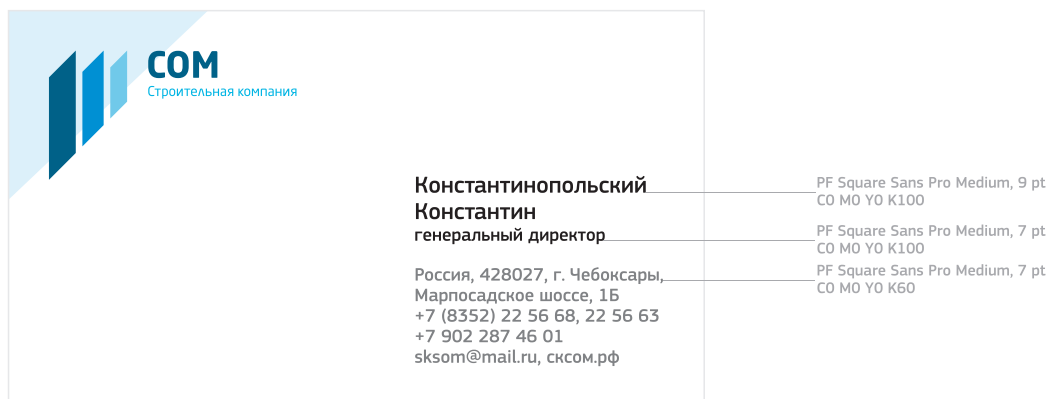 СОМ
Строительная компания
Константинопольский
Константин
генеральный директор
Россия, 428027, г. Чебоксары,
Марпосадское шоссе, 1Б
+7 (8352) 22 56 68, 22 56 63
+7 902 287 46 01
sksom@mail.ru, сксом.рф
PF Square Sans Pro Medium, 9 pt
C0 M0 Y0 K100
PF Square Sans Pro Medium, 7 pt
C0 M0 Y0 K100
PF Square Sans Pro Medium, 7 pt
C0 M0 Y0 K60